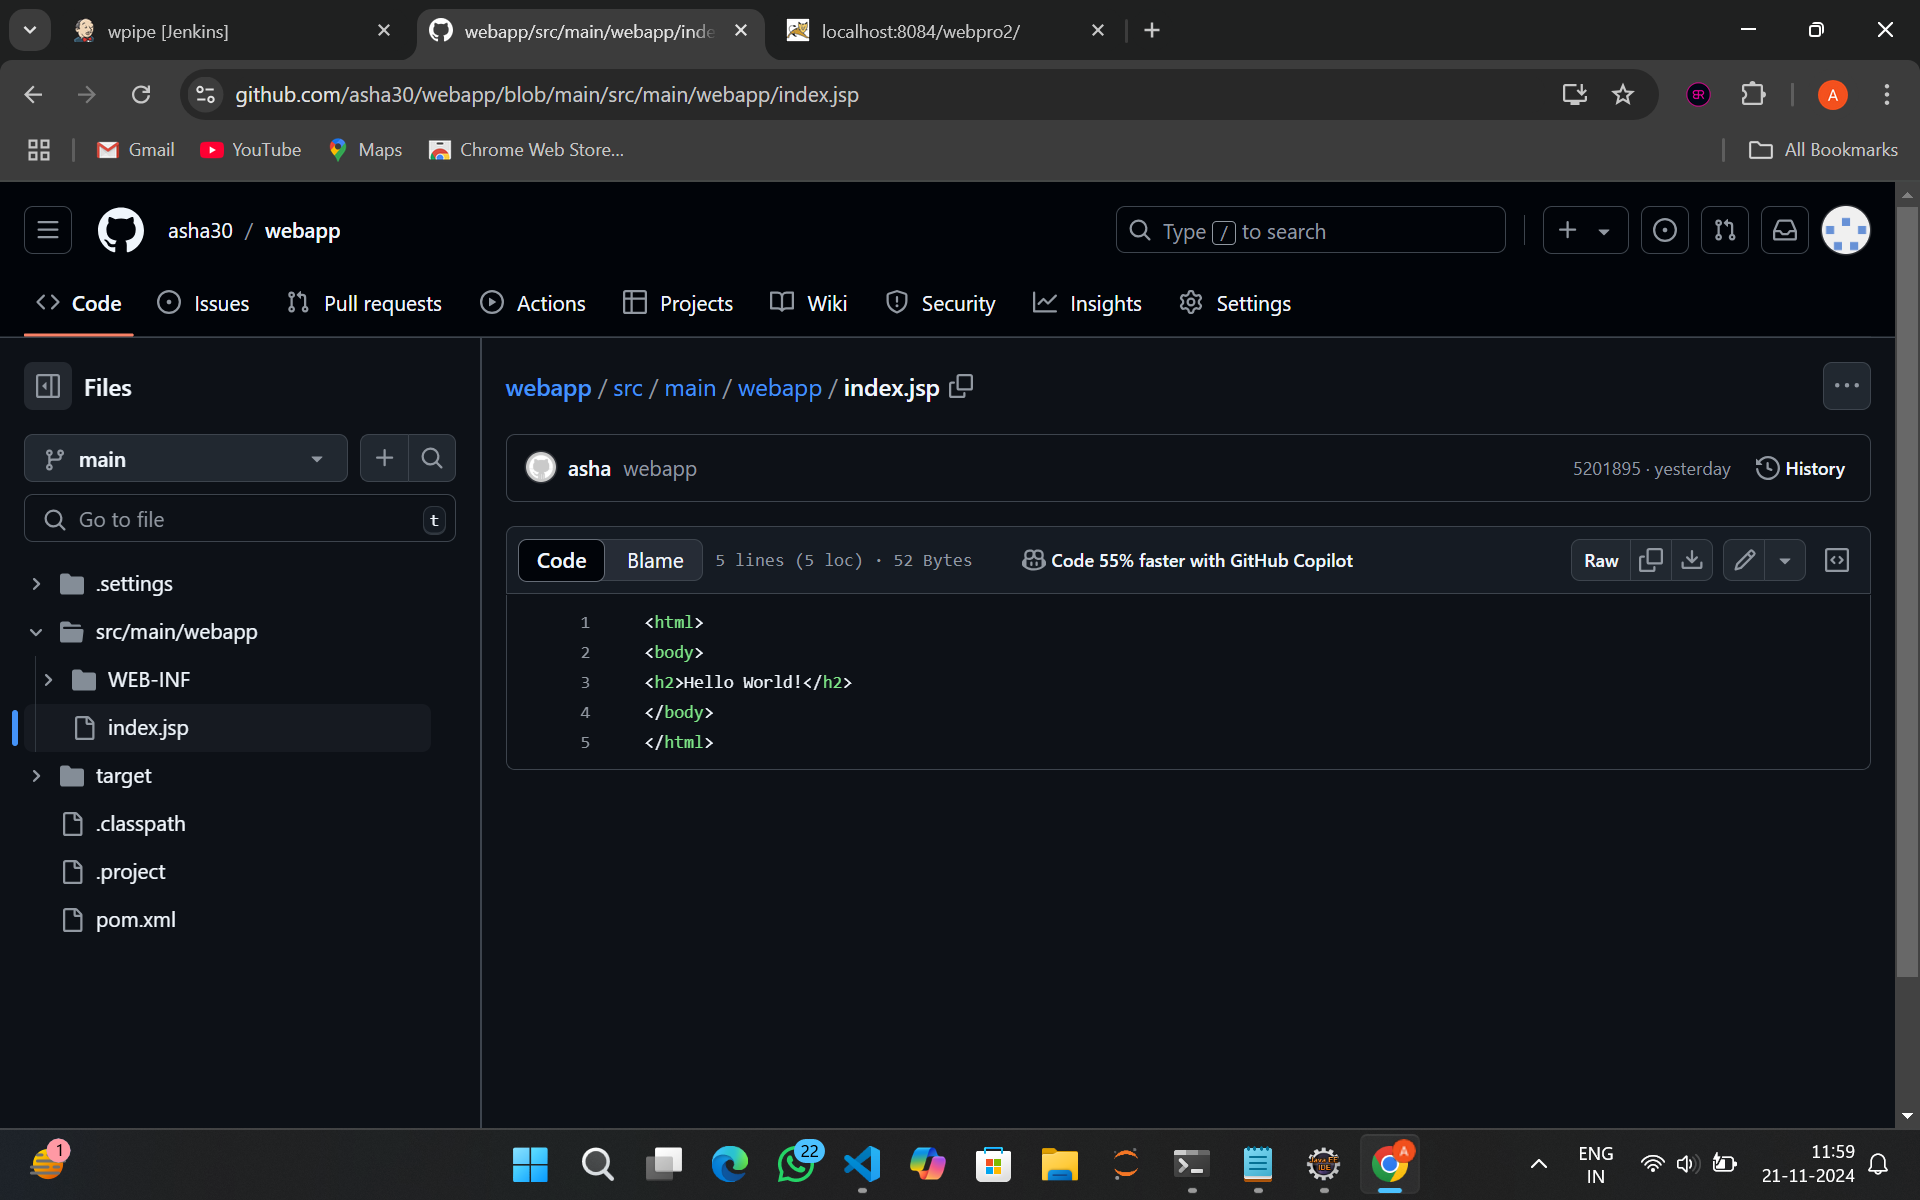 wpipe [Jenkins]
webapp/src/main/webapp/inde
localhost:8084/webpro2/
github.com/asha30/webapp/blob/main/src/main/webapp/index.jsp
A
Gmail
YouTube
Maps
Chrome Web Store...
All Bookmarks
asha30 / webapp
Type / to search
Code
Issues
Pull requests
Actions
Projects
Wiki
Security
Insights
Settings
Files
webapp / src / main / webapp / index.jsp
main
asha webapp
5201895 · yesterday
History
Go to file
t
Code
Blame
5 lines (5 loc) · 52 Bytes
Code 55% faster with GitHub Copilot
Raw
.settings
src/main/webapp
WEB-INF
index.jsp
target
.classpath
.project
pom.xml
1 <html>
2 <body>
3 <h2>Hello World!</h2>
4 </body>
5 </html>
1
22
Java EE
IDE
A
ENG
IN
11:59
21-11-2024